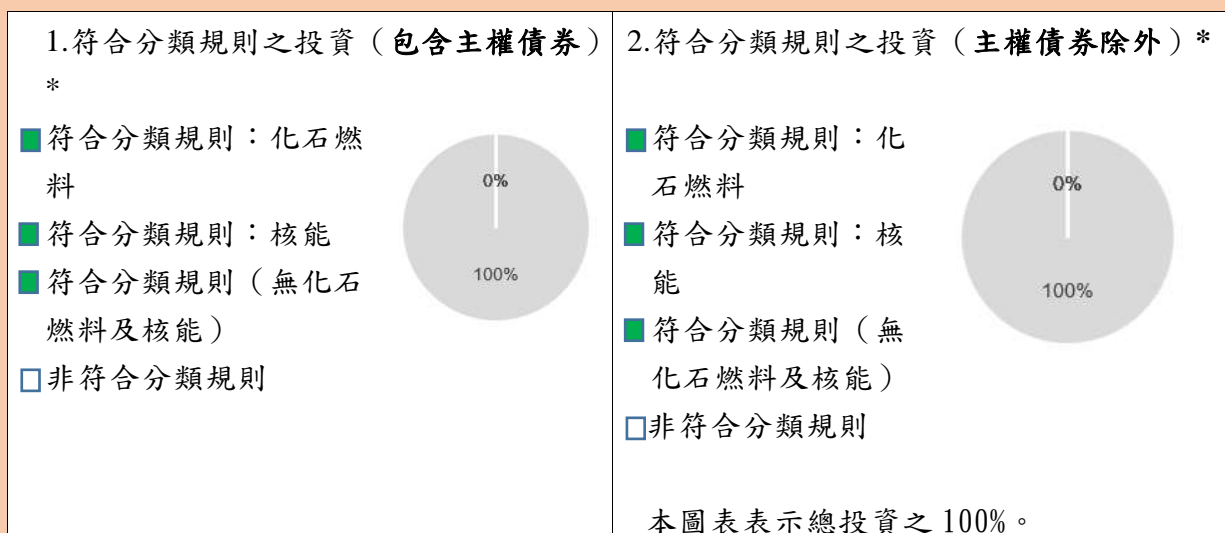 1.符合分類規則之投資（包含主權債券）
*
符合分類規則：化石燃
料
符合分類規則：核能
符合分類規則（無化石
燃料及核能）
非符合分類規則
0%
100%
2.符合分類規則之投資（主權債券除外）*
符合分類規則：化
石燃料
符合分類規則：核
能
符合分類規則（無
化石燃料及核能）
非符合分類規則
0%
100%
本圖表表示總投資之 100%。